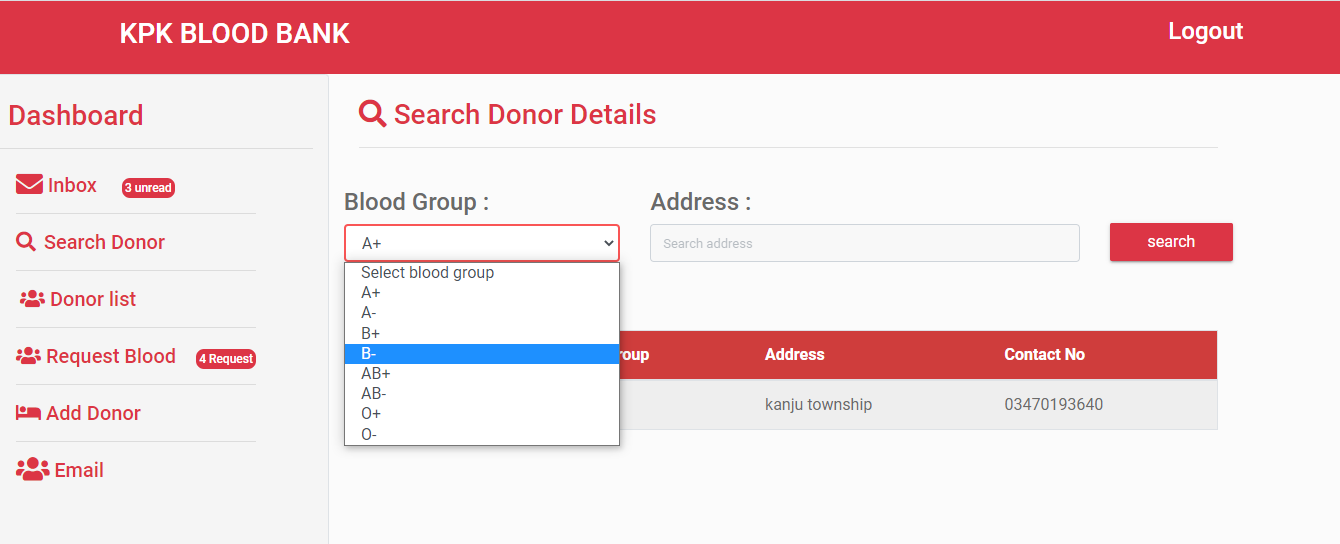 KPK BLOOD BANK
Logout
Dashboard
Inbox
3 unread
Search Donor
Donor list
Request Blood
4 Request
Add Donor
Email
Search Donor Details
Blood Group :
Address :
A+
Search address
search
Select blood group
A+
A-
B+
B-
AB+
AB-
O+
O-
Address
Contact No
kanju township
03470193640